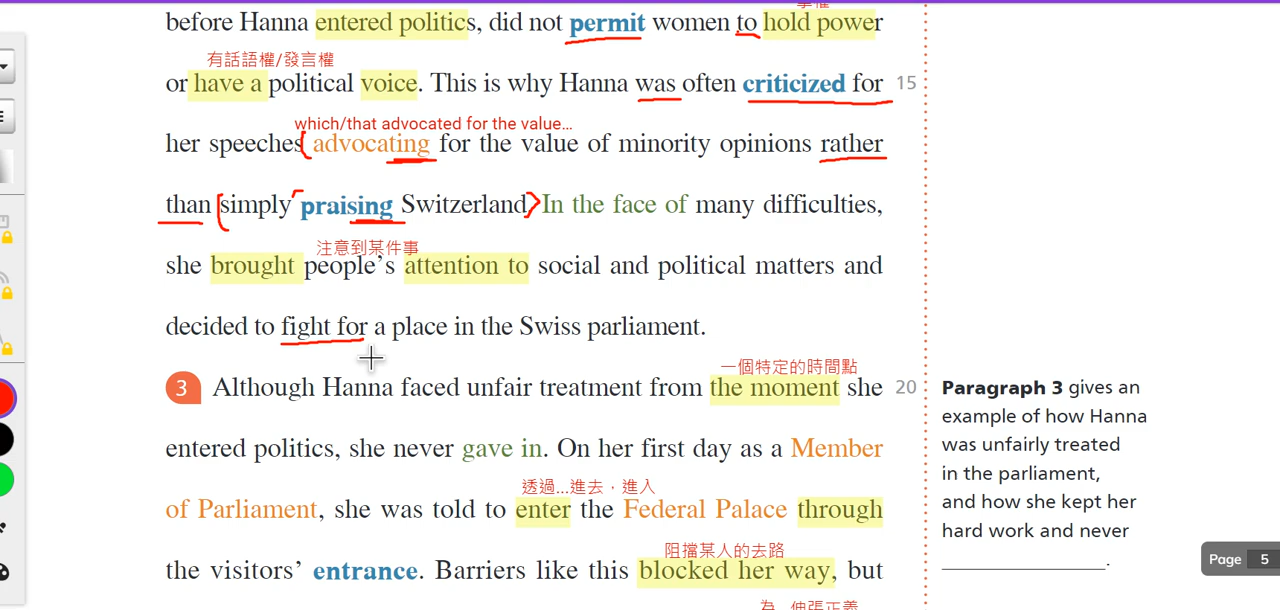 before Hanna entered politics, did not permit women to hold power
有話語權/發言權
or have a political voice. This is why Hanna was often criticized for 15
which/that advocated for the value...
her speeches advocating for the value of minority opinions rather
than simply praising Switzerland In the face of many difficulties,
注意到某件事
she brought people's attention to social and political matters and
decided to fight for a place in the Swiss parliament.
一個特定的時間點
3 Although Hanna faced unfair treatment from the moment she 20
entered politics, she never gave in. On her first day as a Member
透過...進去，進入
of Parliament, she was told to enter the Federal Palace through
阻擋某人的去路
the visitors' entrance. Barriers like this blocked her way, but
Paragraph 3 gives an
example of how Hanna
was unfairly treated
in the parliament,
and how she kept her
hard work and never
.
Page 5